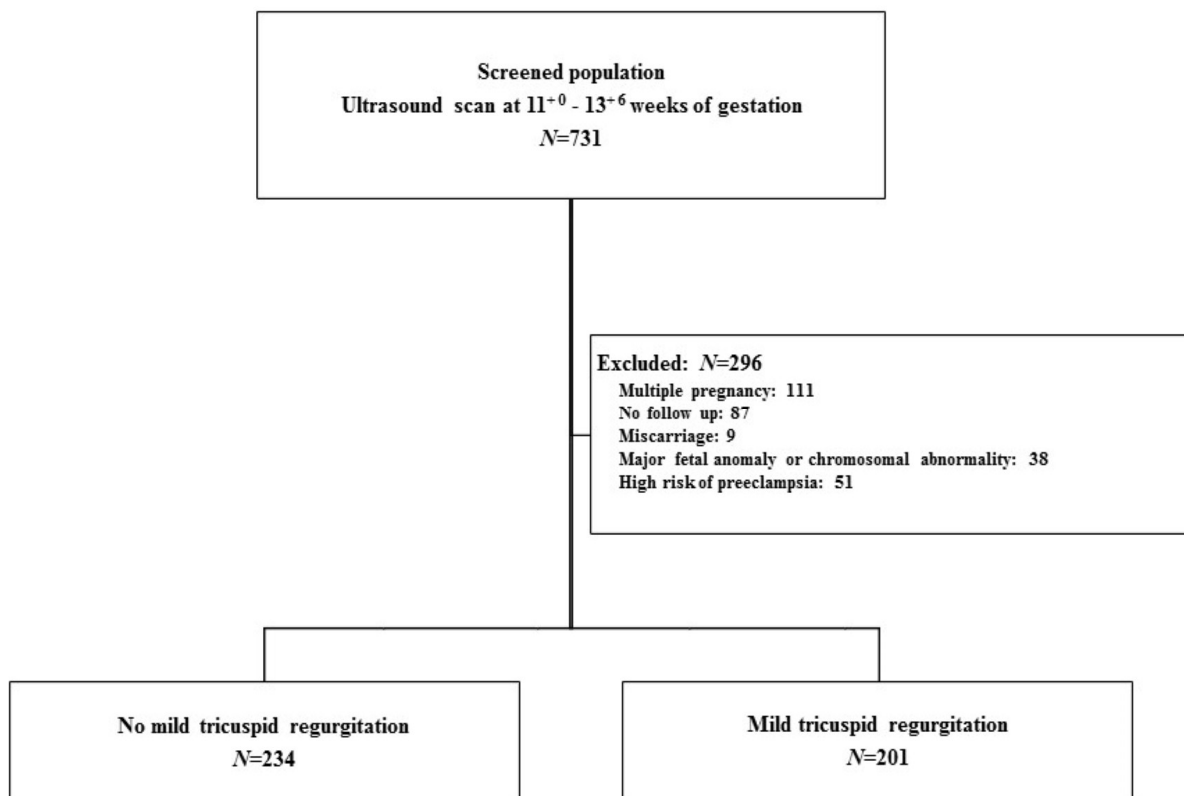 Screened population
Ultrasound scan at 11⁺⁰ - 13⁺⁶ weeks of gestation
N=731
Excluded: N=296
Multiple pregnancy: 111
No follow up: 87
Miscarriage: 9
Major fetal anomaly or chromosomal abnormality: 38
High risk of preeclampsia: 51
No mild tricuspid regurgitation
N=234
Mild tricuspid regurgitation
N=201